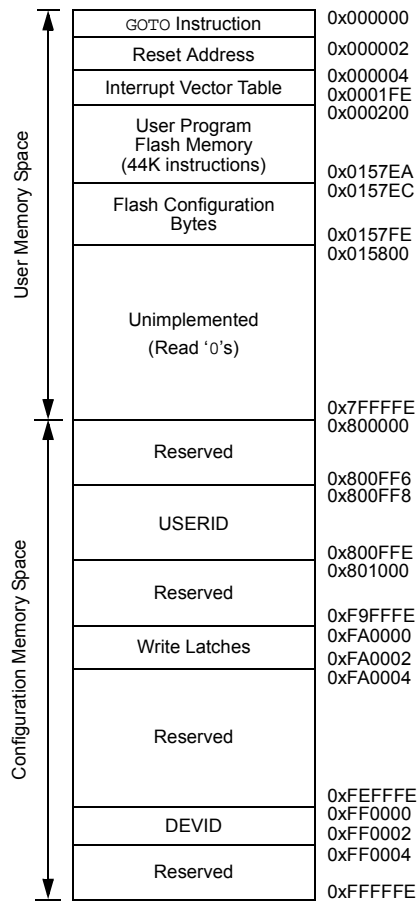 GOTO Instruction
0x000000
Reset Address
0x000002
Interrupt Vector Table
0x000004
0x0001FE
User Program
Flash Memory
(44K instructions)
0x000200
0x0157EA
Flash Configuration
Bytes
0x0157EC
0x0157FE
Unimplemented
(Read ‘0’s)
0x015800
0x7FFFFE
User Memory Space
Reserved
0x800000
0x800FF6
USERID
0x800FF8
0x800FFE
Reserved
0x801000
0xF9FFFE
Write Latches
0xFA0000
0xFA0002
Reserved
0xFA0004
0xFEFFFE
DEVID
0xFF0000
0xFF0002
Reserved
0xFF0004
0xFFFFFE
Configuration Memory Space